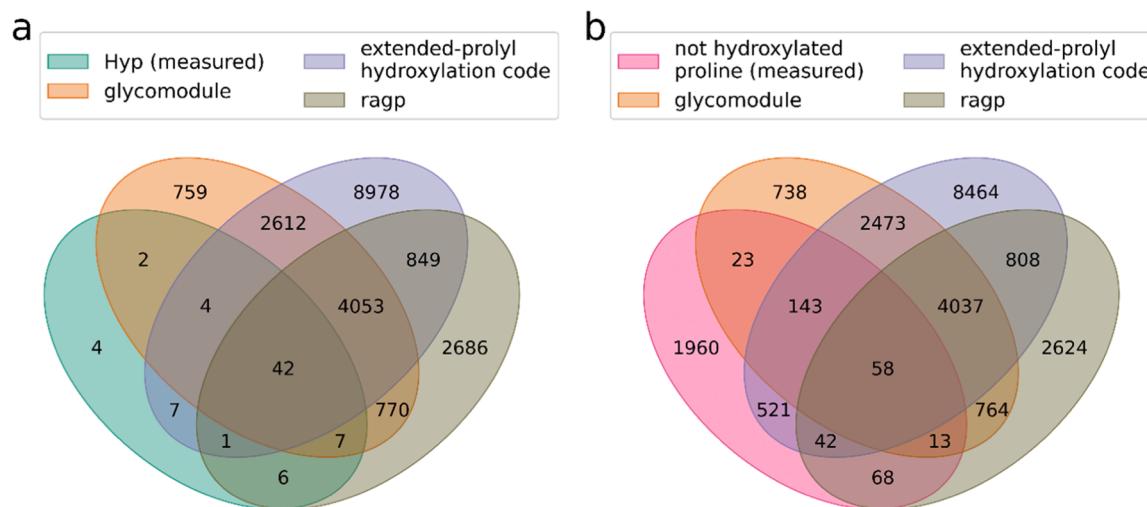 a
Hyp (measured)
glycomodule
extended-prolyl
hydroxylation code
ragp
759
8978
2612
2
849
4
4053
4
2686
42
7
770
1
7
6
b
not hydroxylated
proline (measured)
glycomodule
extended-prolyl
hydroxylation code
ragp
738
8464
2473
23
808
143
4037
1960
2624
58
521
764
42
13
68